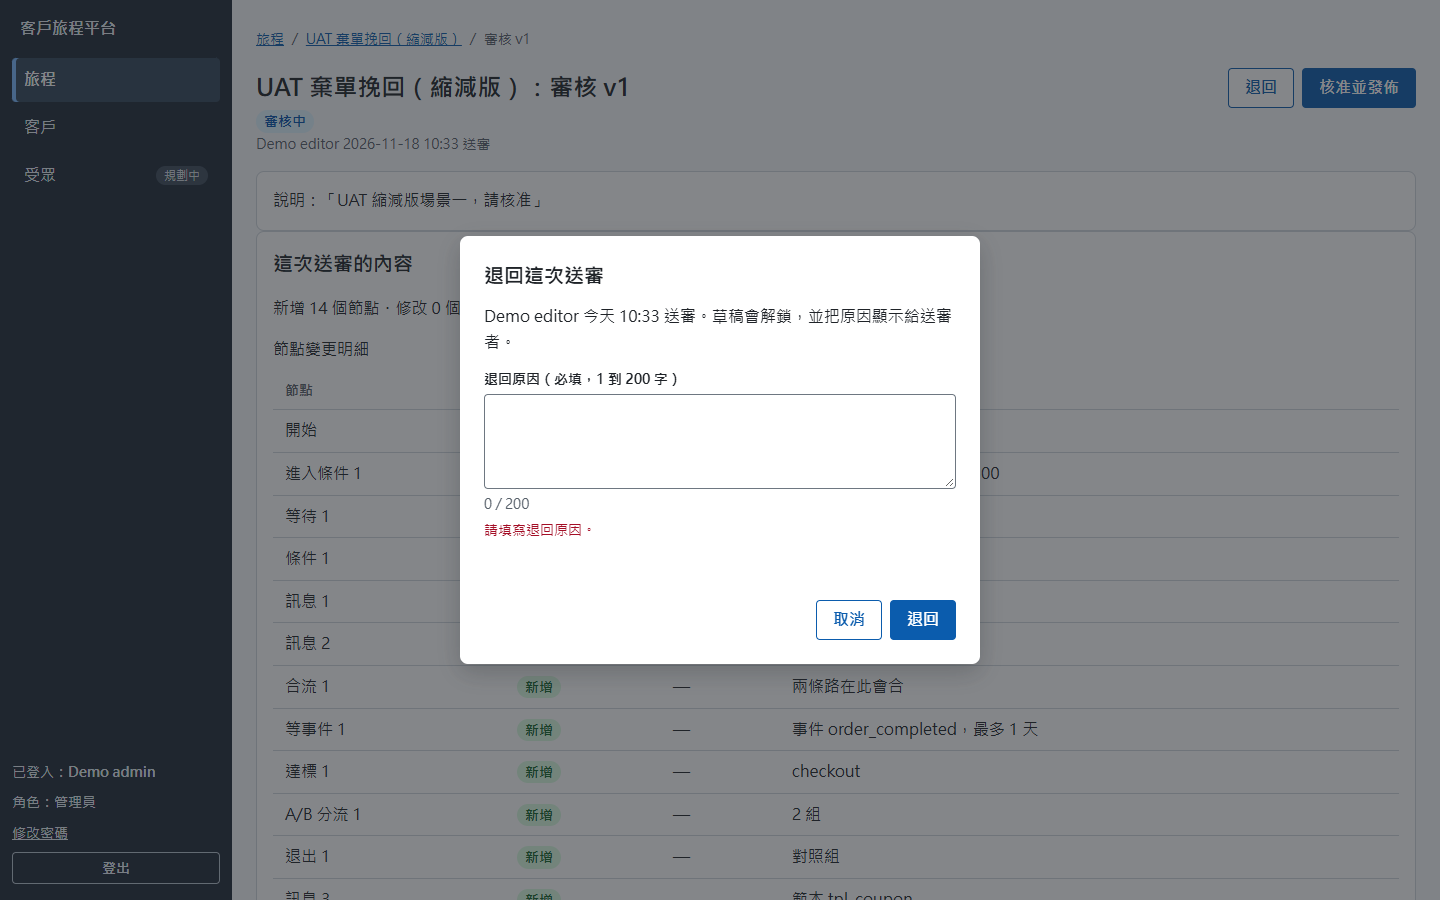 客戶旅程平台
旅程
客戶
受眾 規劃中
已登入：Demo admin
角色：管理員
修改密碼
登出
旅程 / UAT 棄單挽回（縮減版） / 審核 v1
UAT 棄單挽回（縮減版）：審核 v1
退回 核准並發佈
審核中
Demo editor 2026-11-18 10:33 送審
說明：「UAT 縮減版場景一，請核准」
這次送審的內容
新增 14 個節點．修改 0 個
節點變更明細
節點
開始
進入條件 1 00
等待 1
條件 1
訊息 1
訊息 2
合流 1 新增 — 兩條路在此會合
等事件 1 新增 — 事件 order_completed，最多 1 天
達標 1 新增 — checkout
A/B 分流 1 新增 — 2 組
退出 1 新增 — 對照組
訊息 3 新增 範本 tpl_coupon
退回這次送審
Demo editor 今天 10:33 送審。草稿會解鎖，並把原因顯示給送審
者。
退回原因（必填，1 到 200 字）
0 / 200
請填寫退回原因。
取消 退回